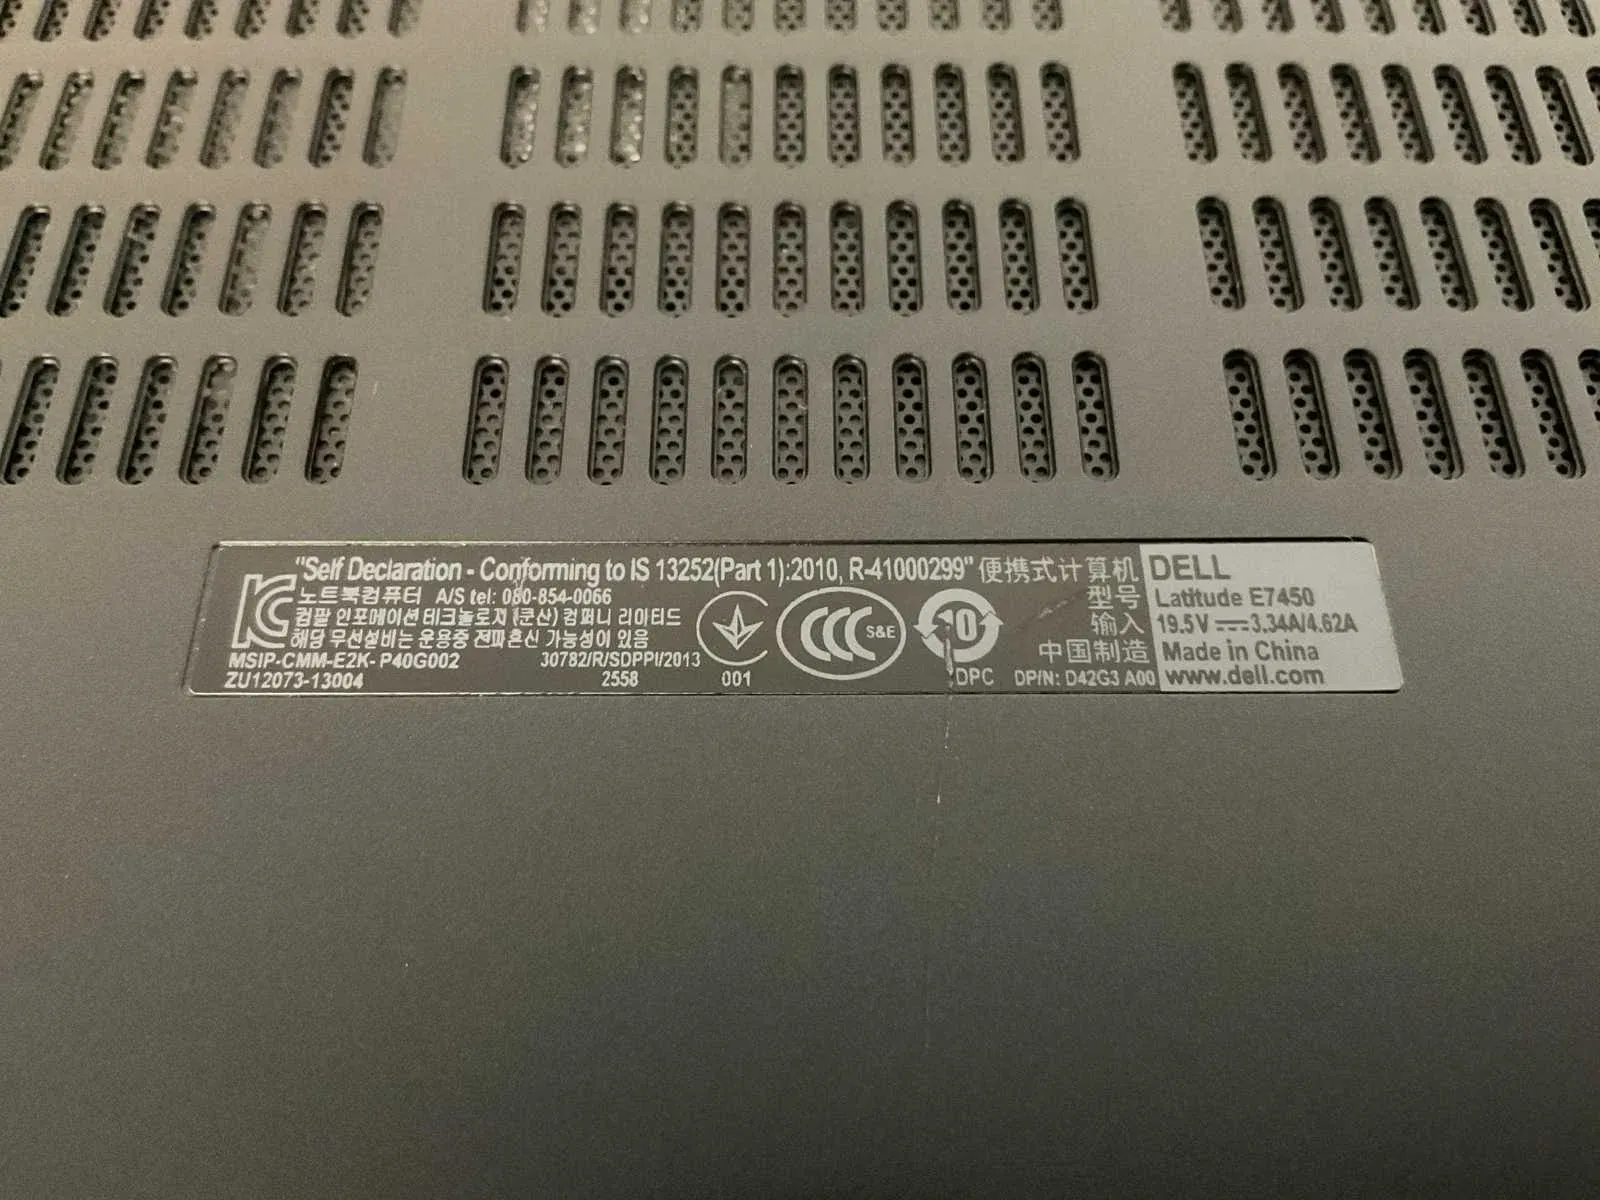 "Self Declaration - Conforming to IS 13252(Part 1):2010, R-41000299" 便携式计算机
노트북컴퓨터 A/S tel: 080-854-0066
컴팔 인포메이션 테크놀로지 (쿤산) 컴퍼니 리미티드
해당 무선설비는 운용중 전파혼신 가능성이 있음
MSIP-CMM-E2K- P40G002
ZU12073-13004
30782/R/SDPPI/2013
2558
001
S&E
10
DPC
型号
输入
中国制造
DP/N: D42G3 A00
DELL
Latitude E7450
19.5V ⎓ 3.34A/4.62A
Made in China
www.dell.com